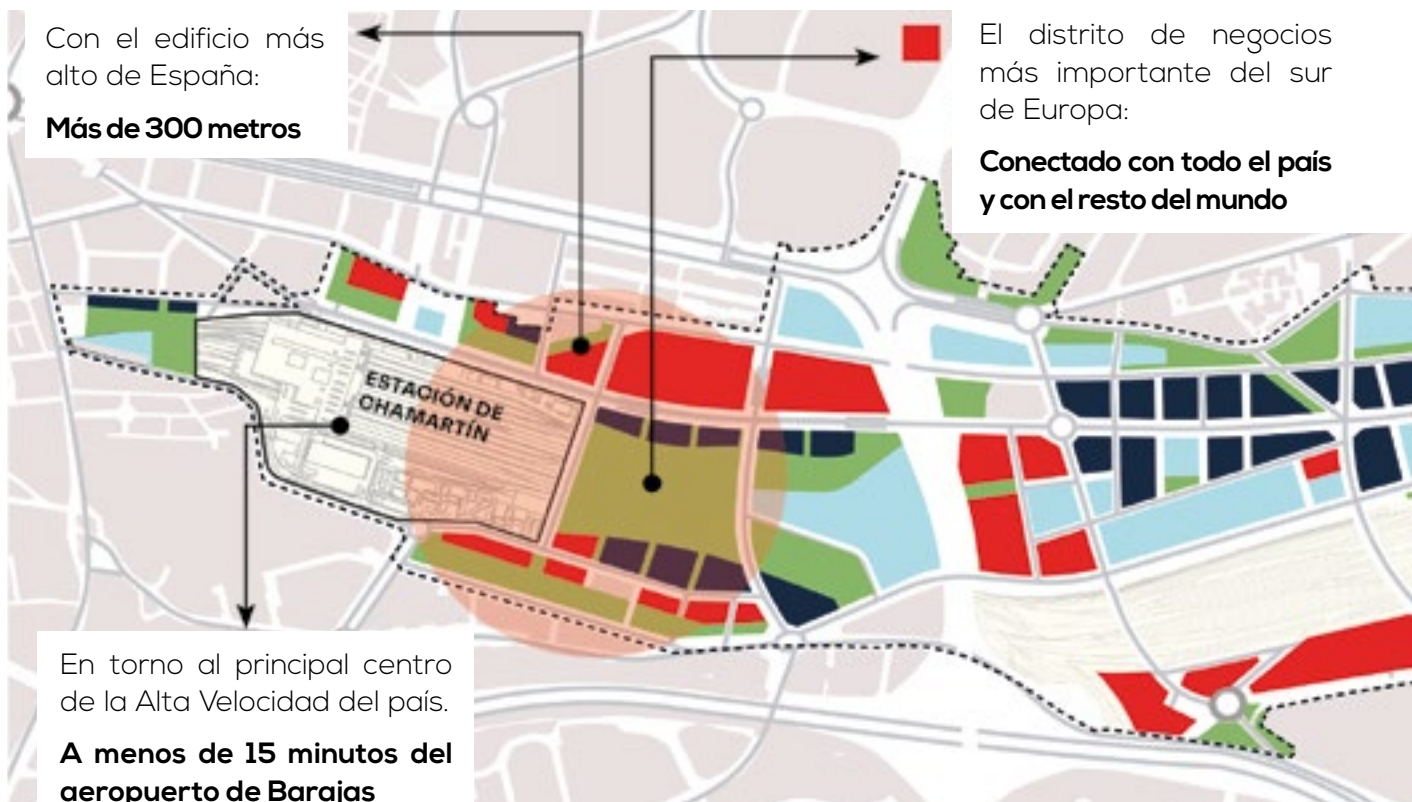 Con el edificio más
alto de España:
Más de 300 metros
El distrito de negocios
más importante del sur
de Europa:
Conectado con todo el país
y con el resto del mundo
ESTACIÓN DE
CHAMARTÍN
En torno al principal centro
de la Alta Velocidad del país.
A menos de 15 minutos del
aeropuerto de Barajas